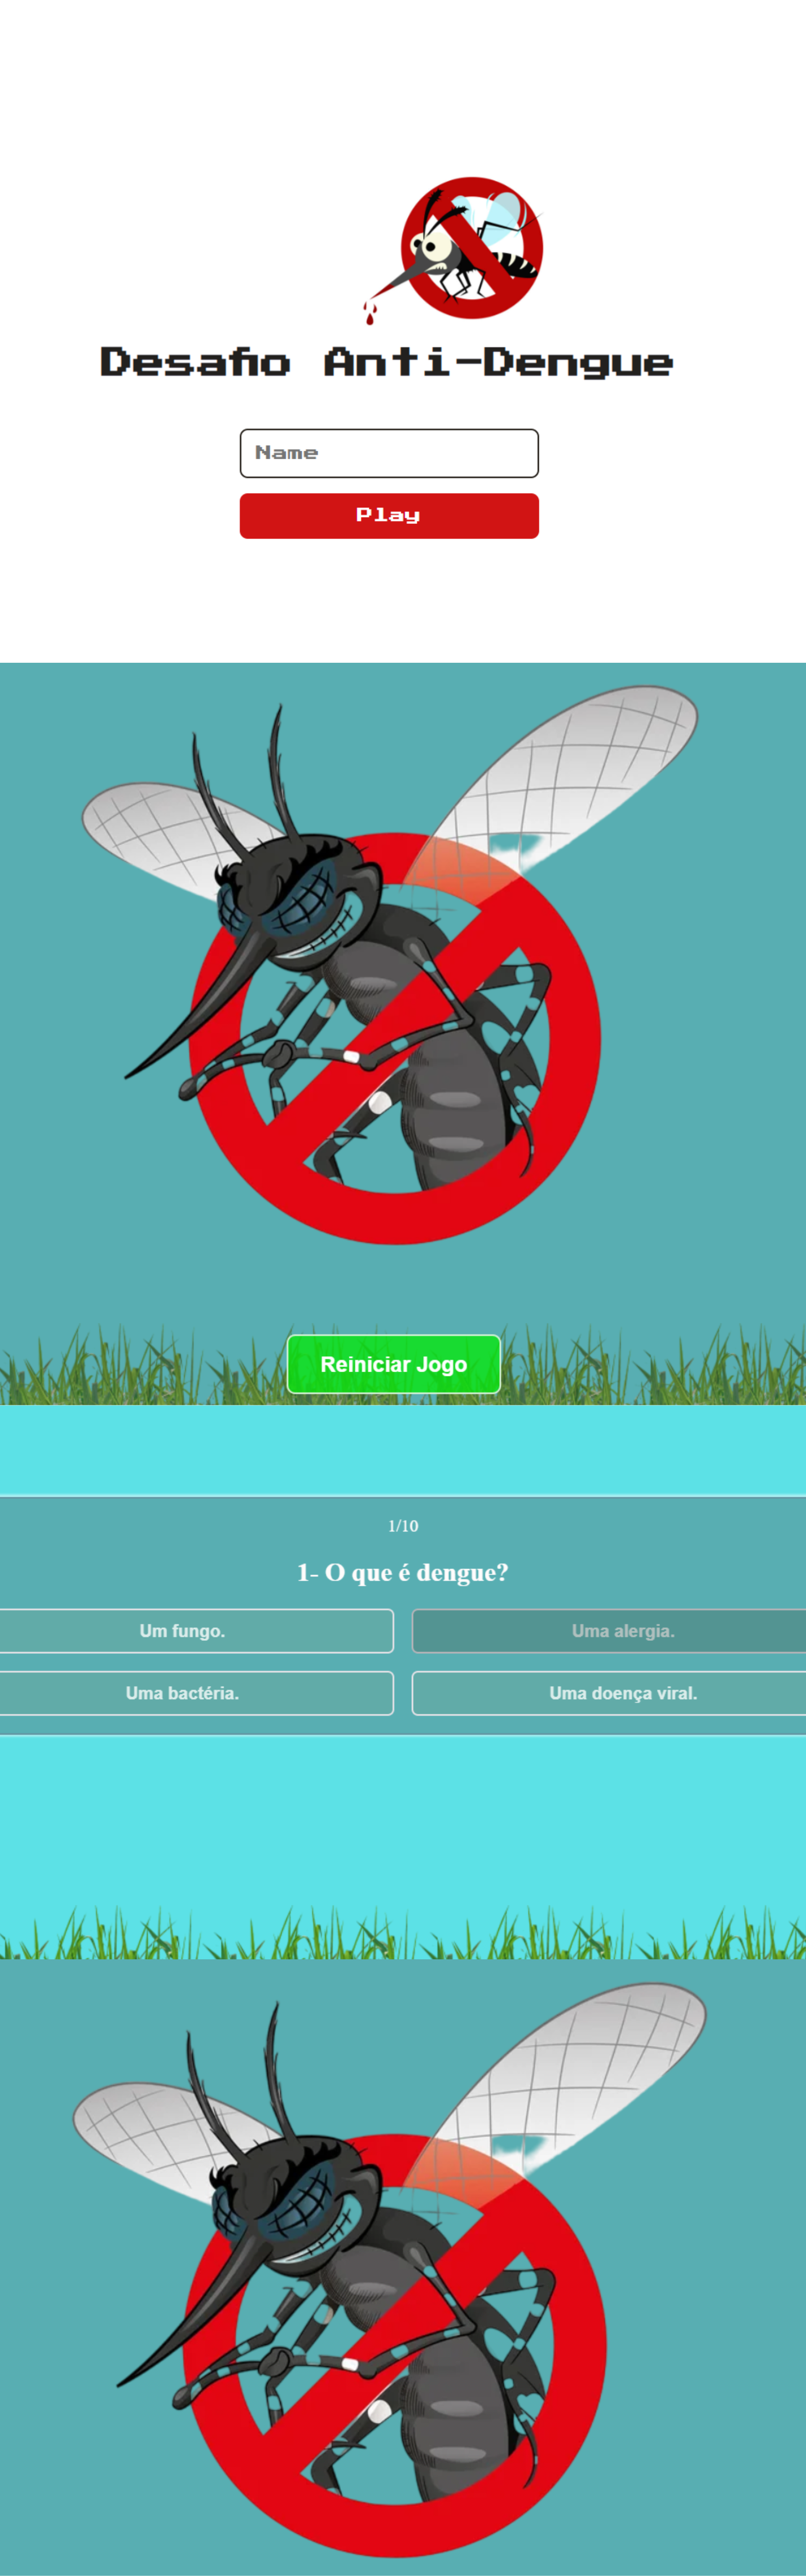 Desafio Anti-Dengue
Name
Play
Reiniciar Jogo
1/10
1- O que é dengue?
Um fungo.
Uma alergia.
Uma bactéria.
Uma doença viral.